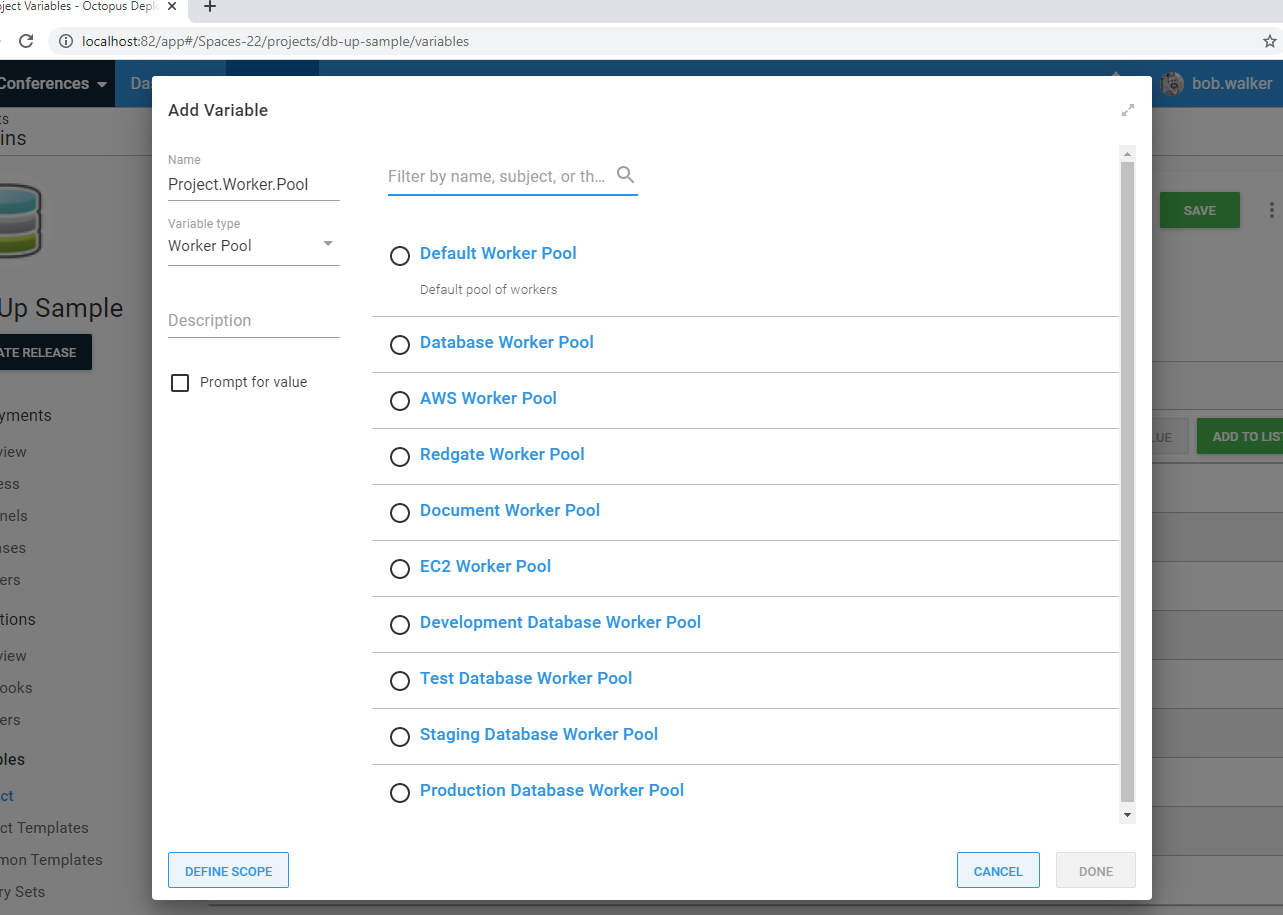 ject Variables - Octopus Depl
localhost:82/app#/Spaces-22/projects/db-up-sample/variables
Conferences
Da
bob.walker
ts
ins
Add Variable
Name
Project.Worker.Pool
Filter by name, subject, or th...
Variable type
Worker Pool
SAVE
Default Worker Pool
Default pool of workers
Up Sample
Description
Database Worker Pool
ATE RELEASE
Prompt for value
AWS Worker Pool
yments
LUE
ADD TO LIST
view
Redgate Worker Pool
ess
nels
Document Worker Pool
ases
EC2 Worker Pool
ers
tions
Development Database Worker Pool
view
Test Database Worker Pool
ooks
ers
Staging Database Worker Pool
bles
Production Database Worker Pool
ct
ct Templates
mon Templates
ry Sets
DEFINE SCOPE
CANCEL
DONE